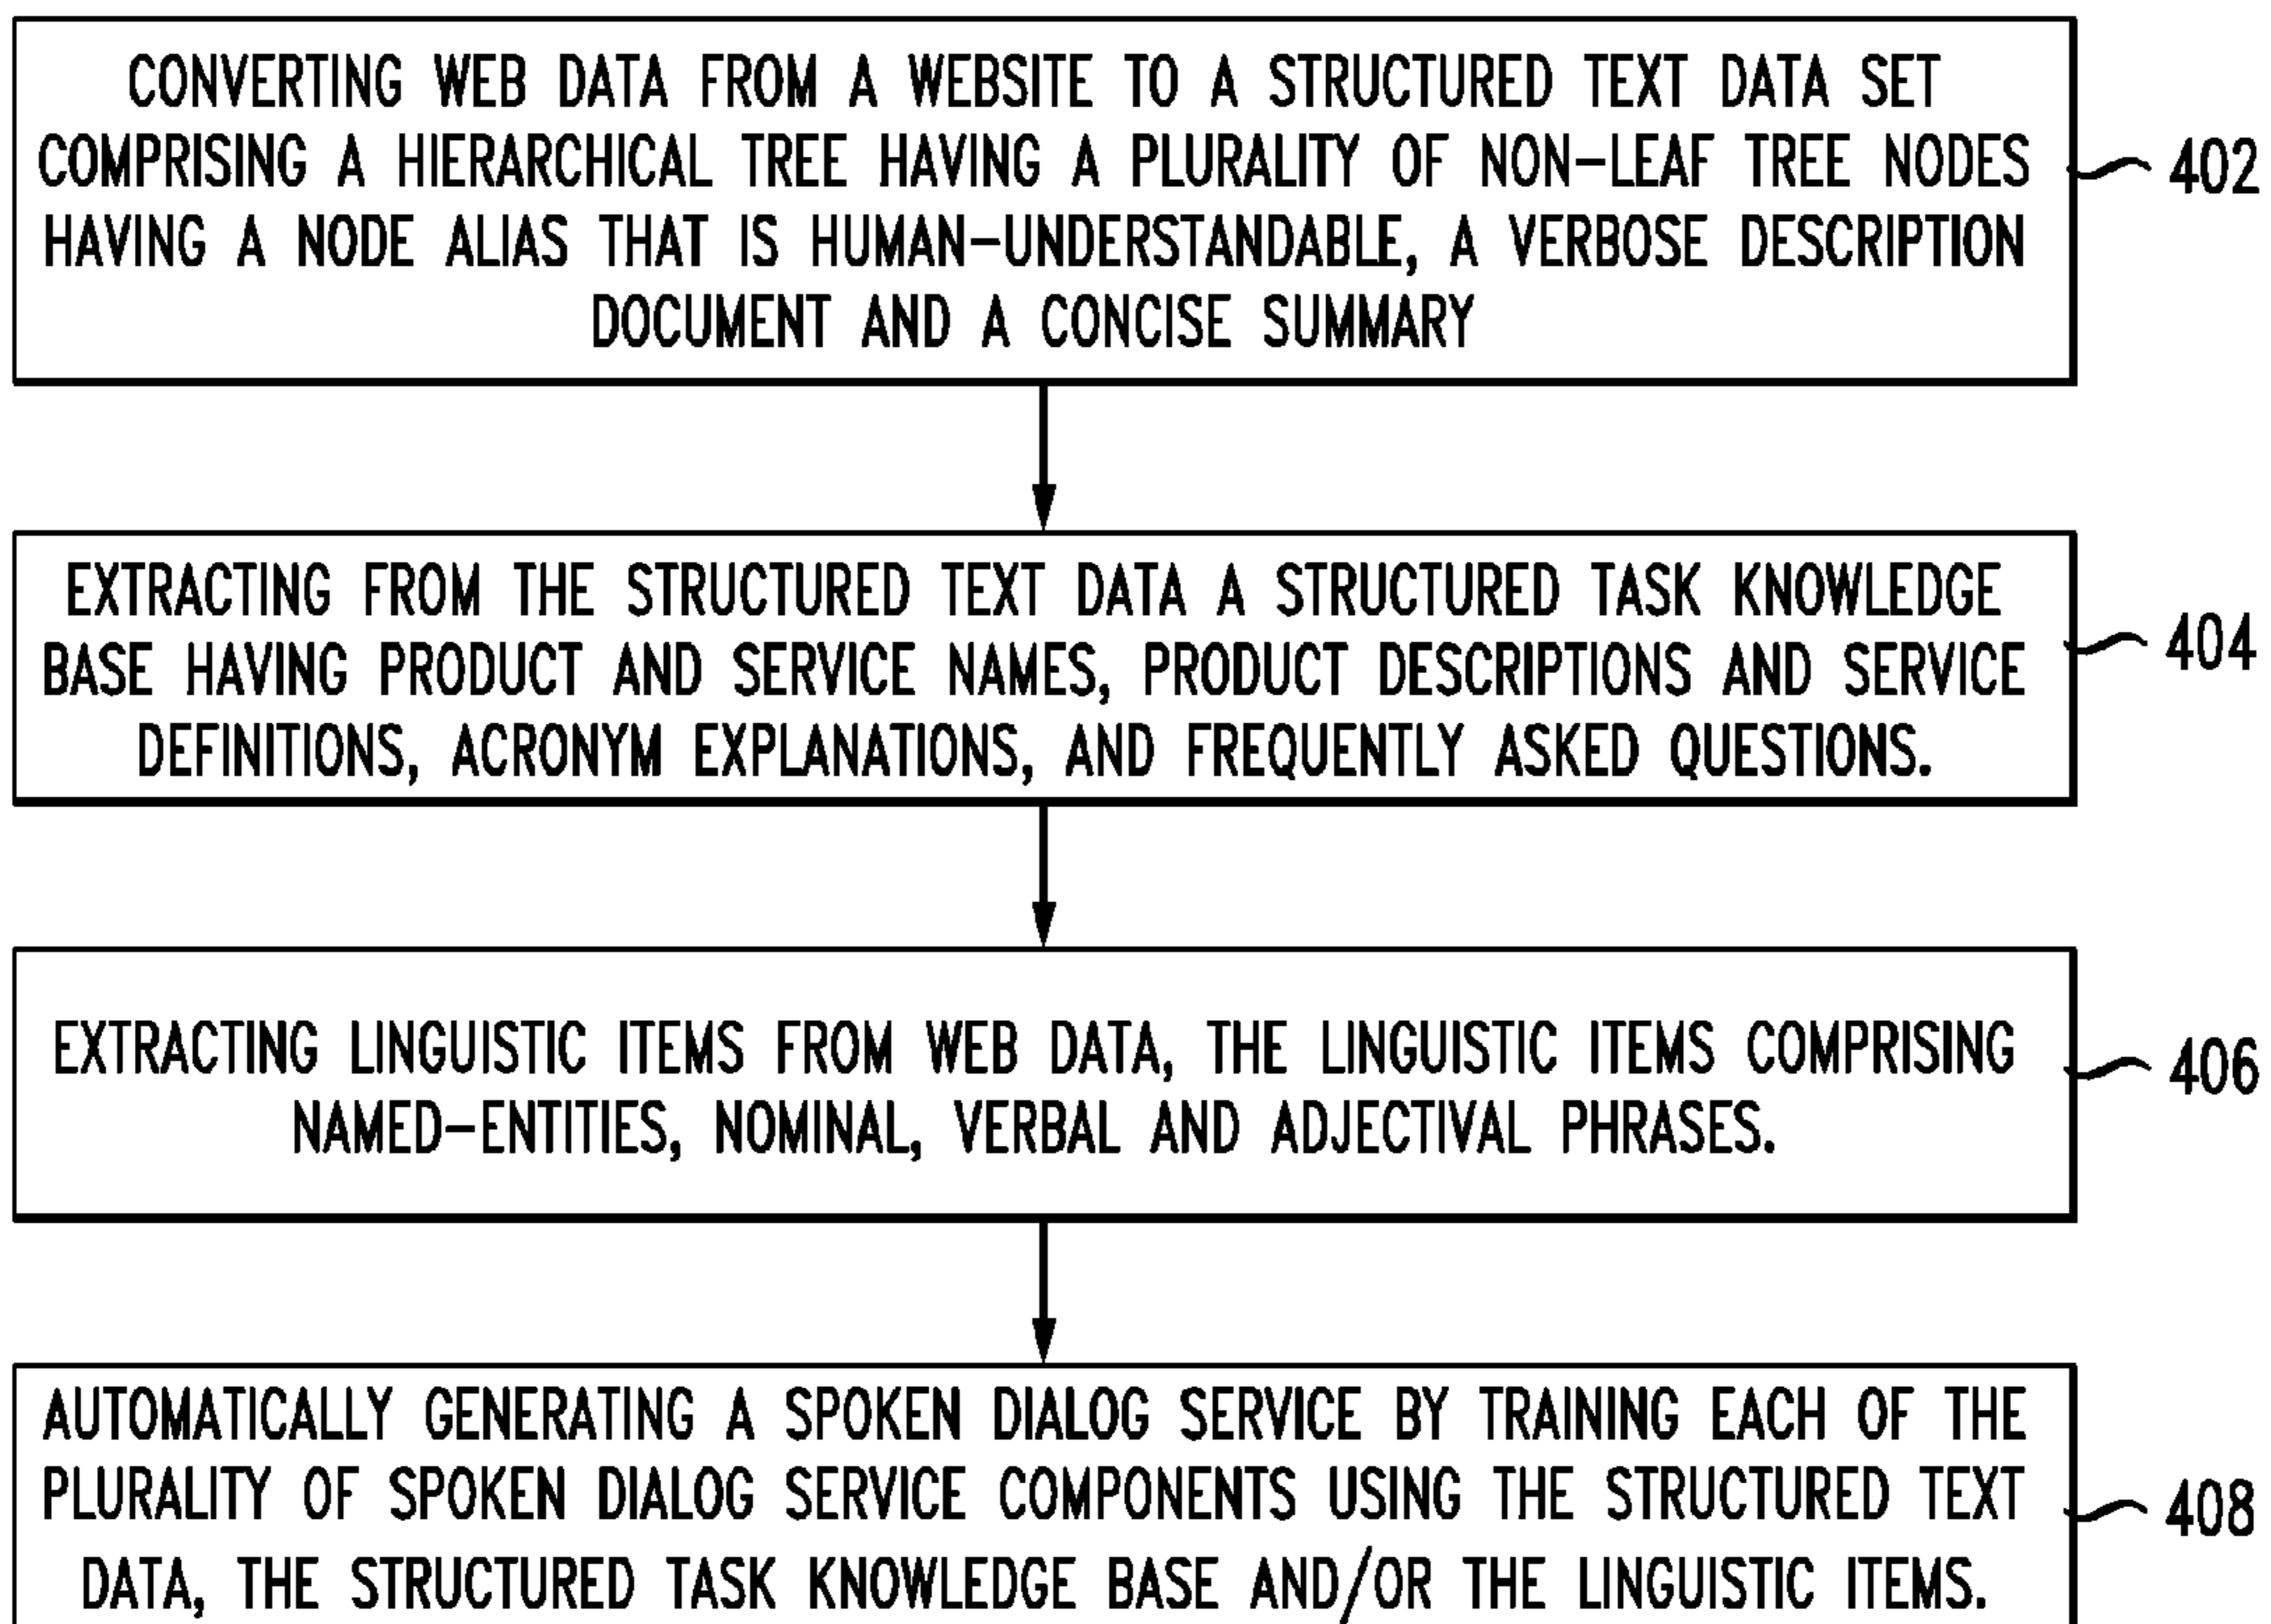 CONVERTING WEB DATA FROM A WEBSITE TO A STRUCTURED TEXT DATA SET
COMPRISING A HIERARCHICAL TREE HAVING A PLURALITY OF NON-LEAF TREE NODES
HAVING A NODE ALIAS THAT IS HUMAN-UNDERSTANDABLE, A VERBOSE DESCRIPTION
DOCUMENT AND A CONCISE SUMMARY
402
EXTRACTING FROM THE STRUCTURED TEXT DATA A STRUCTURED TASK KNOWLEDGE
BASE HAVING PRODUCT AND SERVICE NAMES, PRODUCT DESCRIPTIONS AND SERVICE
DEFINITIONS, ACRONYM EXPLANATIONS, AND FREQUENTLY ASKED QUESTIONS.
404
EXTRACTING LINGUISTIC ITEMS FROM WEB DATA, THE LINGUISTIC ITEMS COMPRISING
NAMED-ENTITIES, NOMINAL, VERBAL AND ADJECTIVAL PHRASES.
406
AUTOMATICALLY GENERATING A SPOKEN DIALOG SERVICE BY TRAINING EACH OF THE
PLURALITY OF SPOKEN DIALOG SERVICE COMPONENTS USING THE STRUCTURED TEXT
DATA, THE STRUCTURED TASK KNOWLEDGE BASE AND/OR THE LINGUISTIC ITEMS.
408